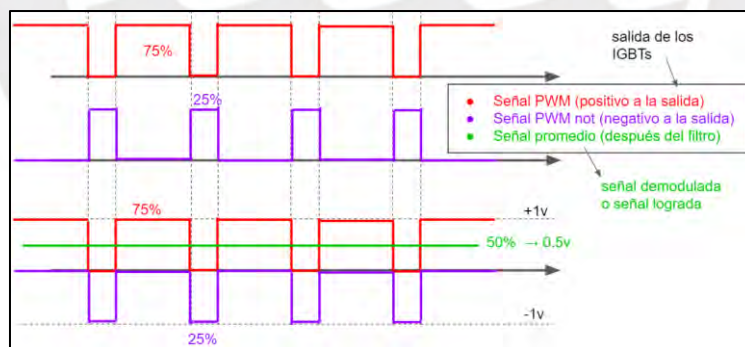 salida de los
IGBTs
75%
25%
Señal PWM (positivo a la salida)
Señal PWM not (negativo a la salida)
Señal promedio (después del filtro)
señal demodulada
o señal lograda
75%
+1v
50% → 0.5v
-1v
25%